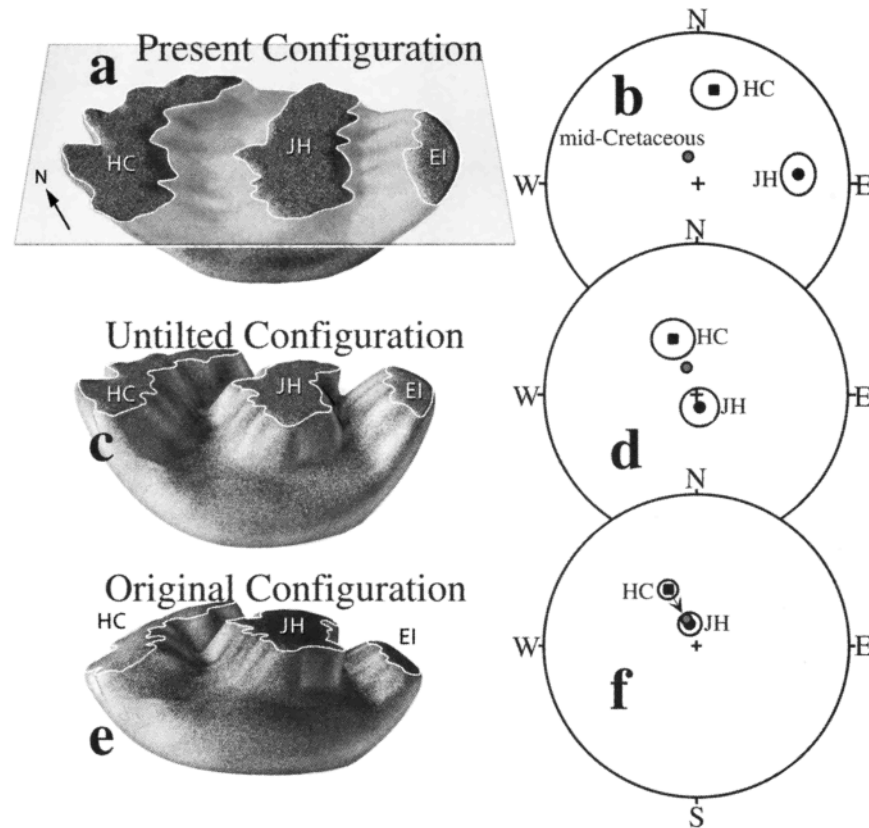 Present Configuration
a
HC
JH
EI
N
N
b
HC
mid-Cretaceous
JH
W
E
Untilted Configuration
HC
JH
EI
c
N
HC
W
E
JH
d
Original Configuration
HC
JH
EI
e
N
HC
JH
W
E
f
S